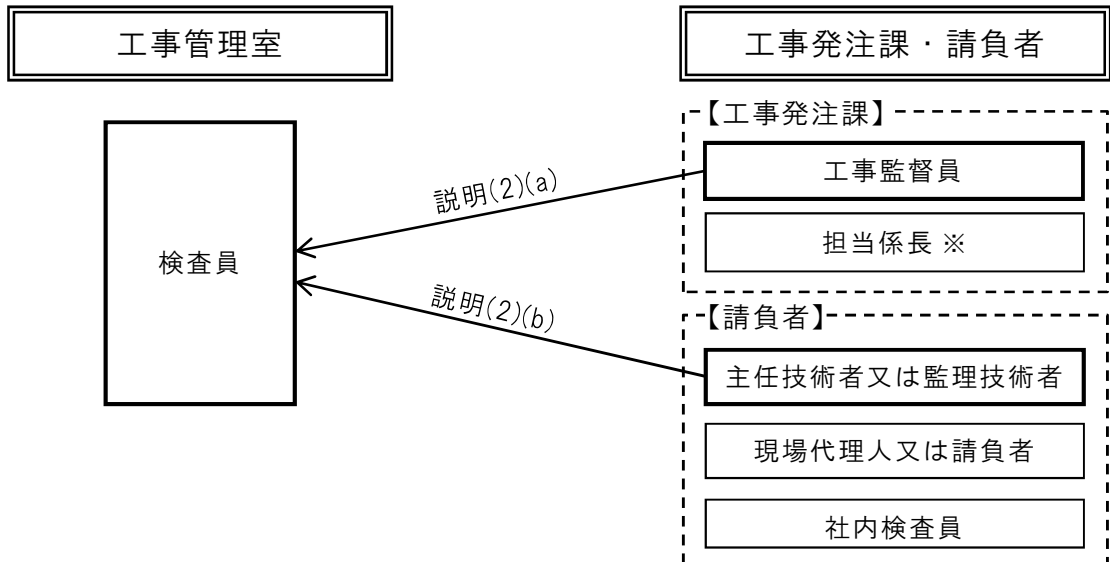 工事管理室
工事発注課・請負者
【工事発注課】
工事監督員
説明(2)(a)
担当係長 ※
検査員
説明(2)(b)
【請負者】
主任技術者又は監理技術者
現場代理人又は請負者
社内検査員